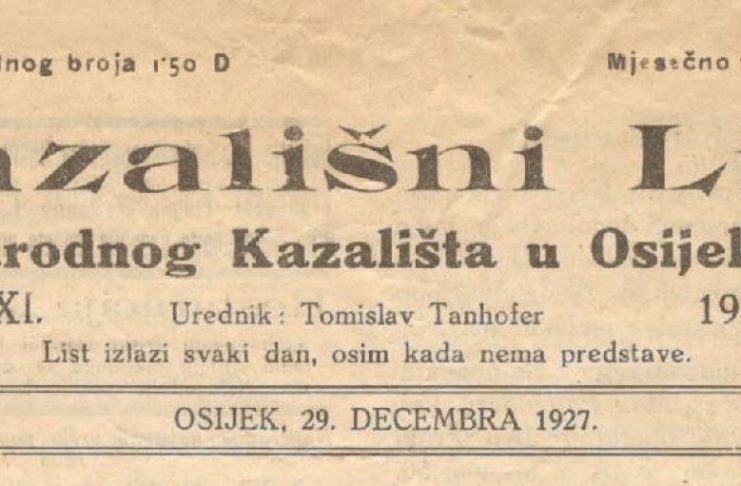 nog broja 1·50 D Mjesečno
zališni L
rodnog Kazališta u Osije
XI. Urednik: Tomislav Tanhofer 19
List izlazi svaki dan, osim kada nema predstave.
OSIJEK, 29. DECEMBRA 1927.